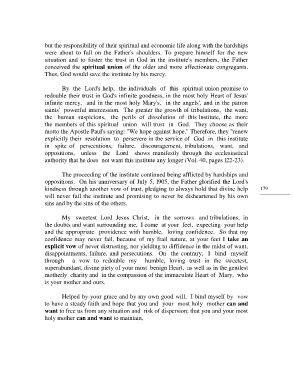 but the responsibility of their spiritual and economic life along with the hardships
were about to fall on the Father's shoulders. To prepare himself for the new
situation and to foster the trust in God in the institute's members, the Father
conceived the spiritual union of the older and more affectionate congregants.
Thus, God would save the institute by his mercy.
By the Lord's help, the individuals of this spiritual union promise to
redouble their trust in God's infinite goodness, in the most holy Heart of Jesus'
infinite mercy, and in the most holy Mary's, in the angels', and in the patron
saints' powerful intercession. The greater the growth of tribulations, the want,
the human suspicions, the perils of dissolution of this Institute, the more
the members of this spiritual union will trust in God. They choose as their
motto the Apostle Paul's saying: "We hope against hope." Therefore, they "renew
explicitly their resolution to persevere in the service of God in this institute
in spite of persecutions, failure, discouragement, tribulations, want, and
oppositions, unless the Lord shows manifestly through the ecclesiastical
authority that he does not want this institute any longer (Vol. 40, pages 122-23).
The proceeding of the institute continued being afflicted by hardships and
oppositions. On his anniversary of July 5, 1905, the Father glorified the Lord's
kindness through another vow of trust, pledging to always hold that divine help
will never fail the institute and promising to never be disheartened by his own
sins and by the sins of the others.
179
My sweetest Lord Jesus Christ, in the sorrows and tribulations, in
the doubts and want surrounding me, I come at your feet, expecting your help
and the appropriate providence with humble, loving confidence. So that my
confidence may never fail, because of my frail nature, at your feet I take an
explicit vow of never distrusting, nor yielding to diffidence in the midst of want,
disappointments, failure, and persecutions. On the contrary, I bind myself
through a vow to redouble my humble, loving trust in the sweetest,
superabundant, divine piety of your most benign Heart, as well as in the gentlest
motherly charity and in the compassion of the immaculate Heart of Mary, who
is your mother and ours.
Helped by your grace and by my own good will, I bind myself by vow
to have a steady faith and hope that you and your most holy mother can and
want to free us from any situation and risk of dispersion; that you and your most
holy mother can and want to maintain,